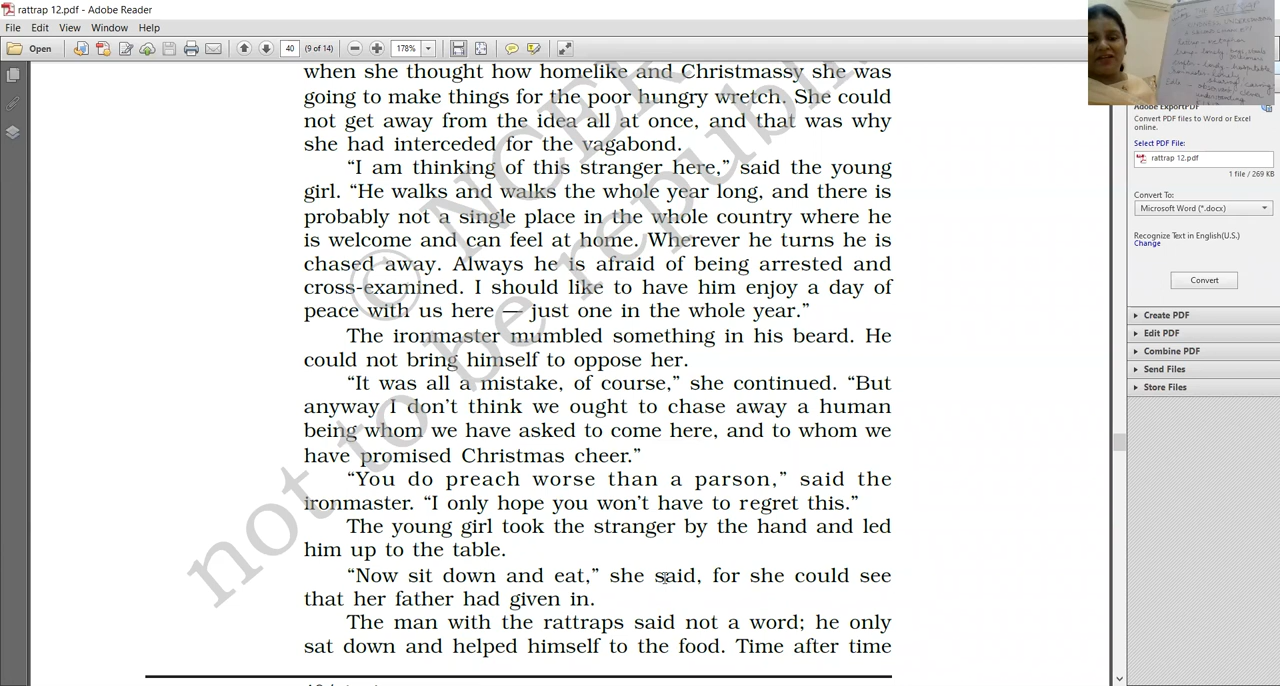 rattrap 12.pdf - Adobe Reader
File Edit View Window Help
Open 40 (9 of 14) 178%
when she thought how homelike and Christmassy she was
going to make things for the poor hungry wretch. She could
not get away from the idea all at once, and that was why
she had interceded for the vagabond.
“I am thinking of this stranger here,” said the young
girl. “He walks and walks the whole year long, and there is
probably not a single place in the whole country where he
is welcome and can feel at home. Wherever he turns he is
chased away. Always he is afraid of being arrested and
cross-examined. I should like to have him enjoy a day of
peace with us here — just one in the whole year.”
The ironmaster mumbled something in his beard. He
could not bring himself to oppose her.
“It was all a mistake, of course,” she continued. “But
anyway I don’t think we ought to chase away a human
being whom we have asked to come here, and to whom we
have promised Christmas cheer.”
“You do preach worse than a parson,” said the
ironmaster. “I only hope you won’t have to regret this.”
The young girl took the stranger by the hand and led
him up to the table.
“Now sit down and eat,” she said, for she could see
that her father had given in.
The man with the rattraps said not a word; he only
sat down and helped himself to the food. Time after time
© NCER
not to be republi
Adobe ExportPDF
Convert PDF files to Word or Excel
online.
Select PDF File:
rattrap 12.pdf
1 file / 269 KB
Convert To:
Microsoft Word (*.docx)
Recognize Text in English(U.S.)
Change
Convert
Create PDF
Edit PDF
Combine PDF
Send Files
Store Files